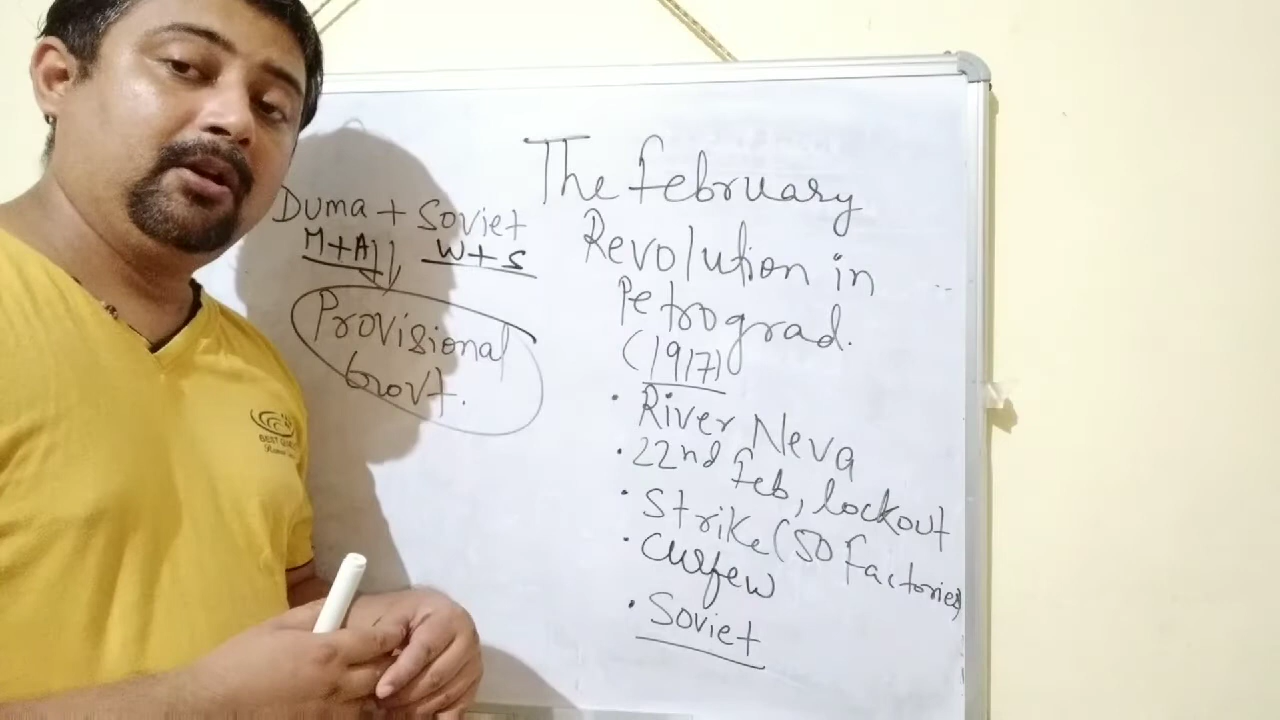 Duma + Soviet
M+A W+S
Provisional
Govt.
The February
Revolution in
Petrograd.
(1917)
• River Neva
• 22nd Feb, lockout
• Strike (50 Factories)
• Curfew
• Soviet
BEST